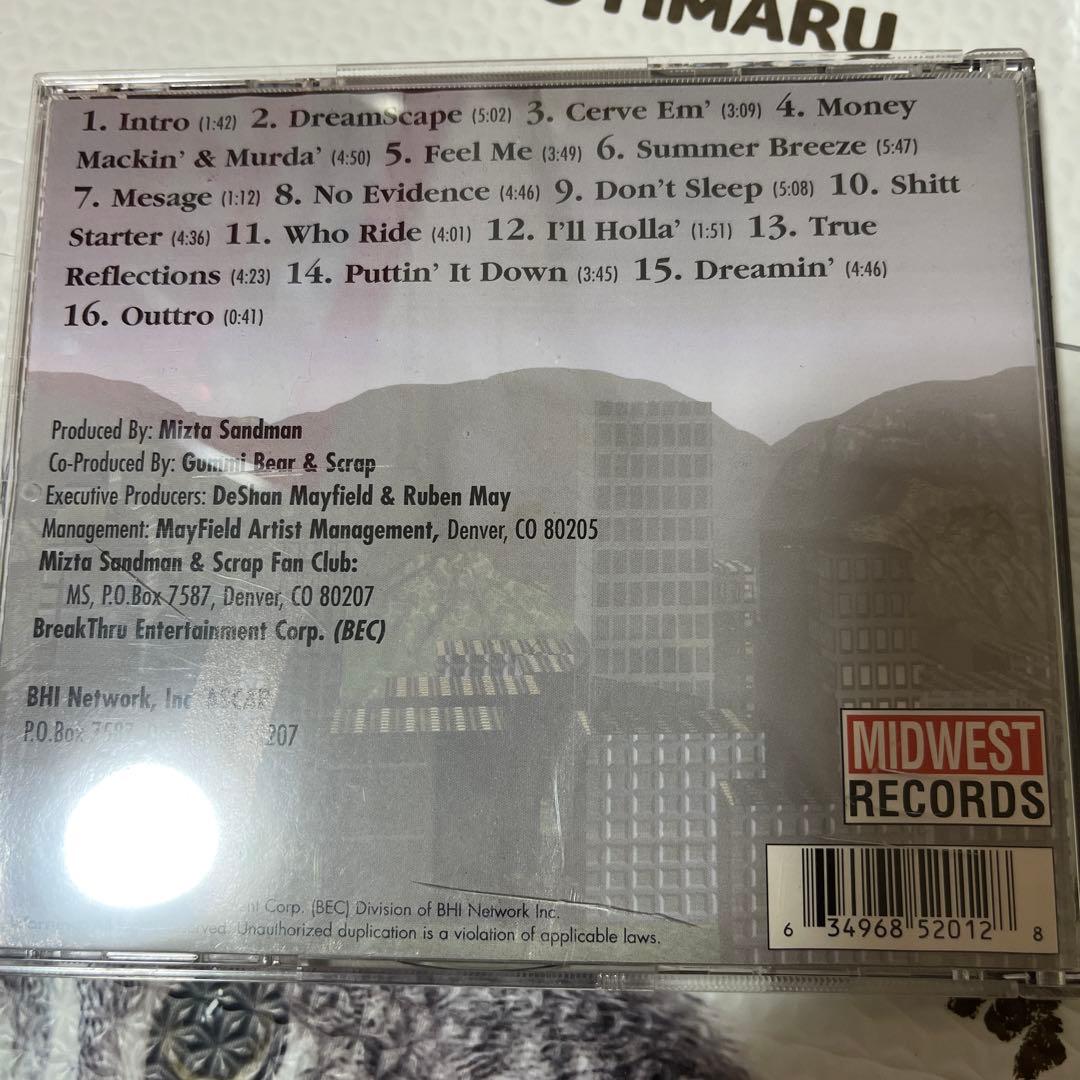 1. Intro (1:42) 2. DreamScape (5:02) 3. Cerve Em' (3:09) 4. Money
Mackin' & Murda' (4:50) 5. Feel Me (3:49) 6. Summer Breeze (5:47)
7. Mesage (1:12) 8. No Evidence (4:46) 9. Don't Sleep (5:08) 10. Shitt
Starter (4:36) 11. Who Ride (4:01) 12. I'll Holla' (1:51) 13. True
Reflections (4:23) 14. Puttin' It Down (3:45) 15. Dreamin' (4:46)
16. Outtro (0:41)
Produced By: Mizta Sandman
Co-Produced By: Gummi Bear & Scrap
Executive Producers: DeShan Mayfield & Ruben May
Management: MayField Artist Management, Denver, CO 80205
Mizta Sandman & Scrap Fan Club:
MS, P.O.Box 7587, Denver, CO 80207
BreakThru Entertainment Corp. (BEC)
BHI Network, Inc ASCAP
P.O.Box 7587
MIDWEST
RECORDS
Corp. (BEC) Division of BHI Network Inc.
Unauthorized duplication is a violation of applicable laws.
6 34968 52012 8